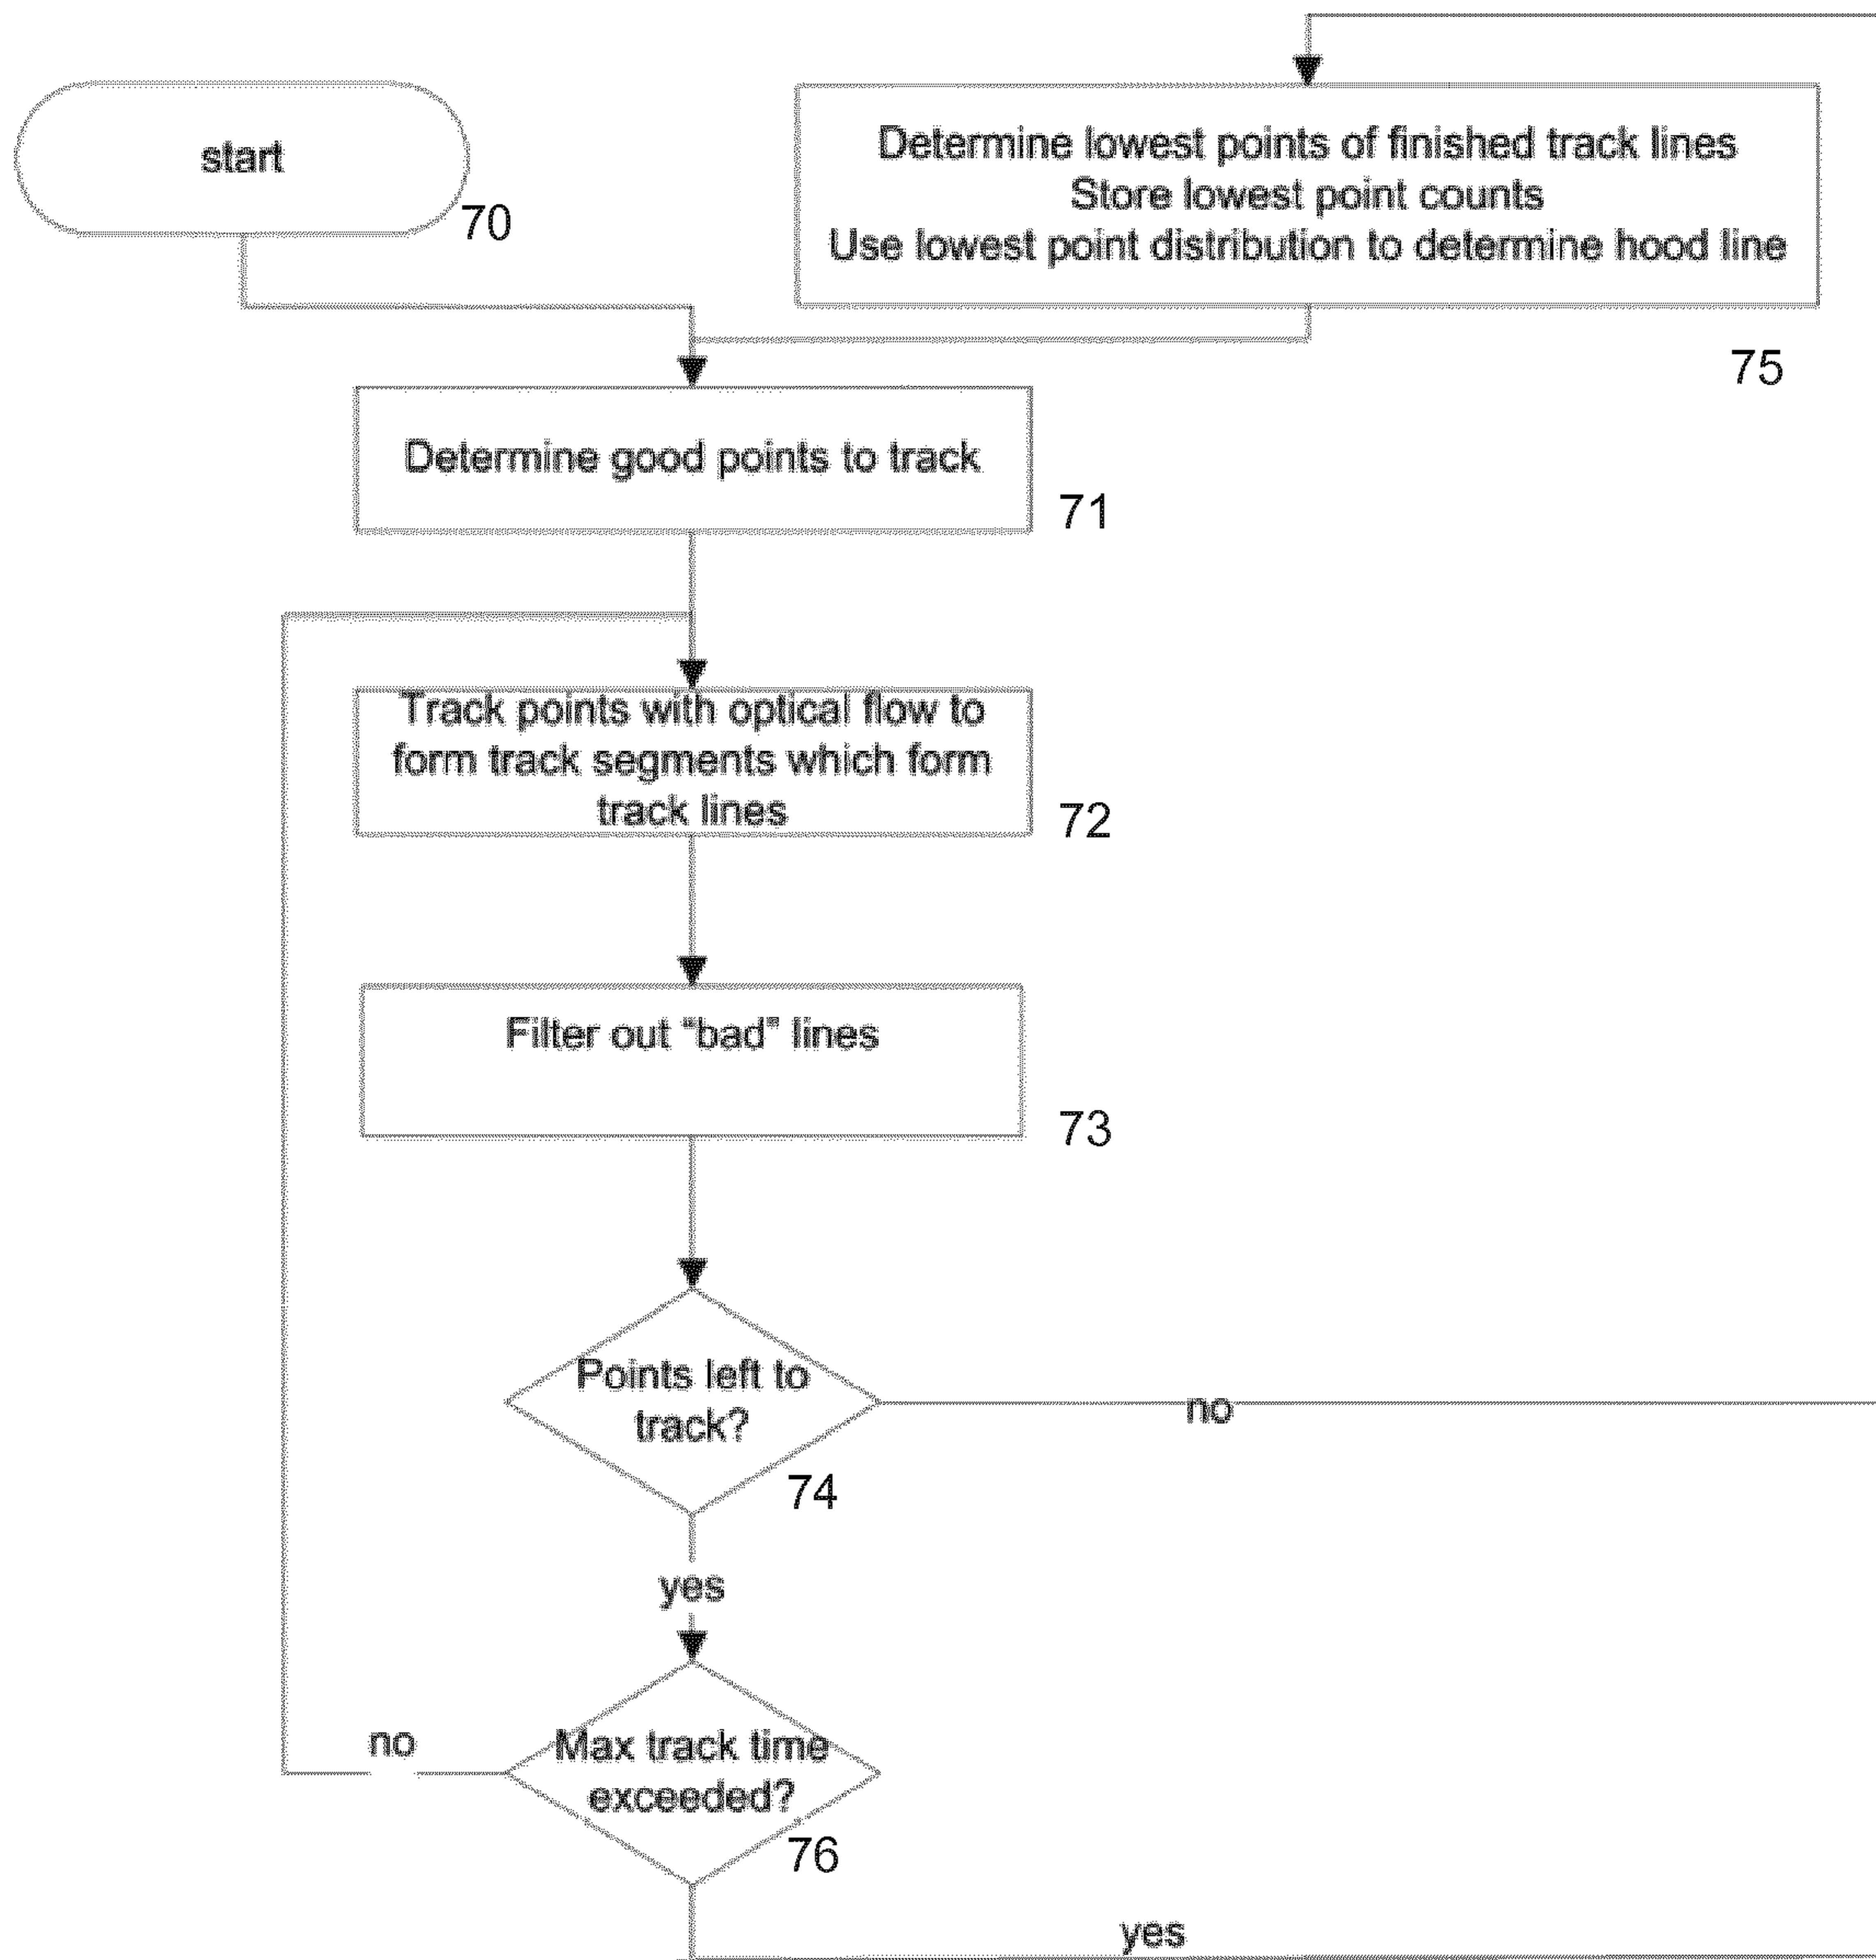 start
70
Determine lowest points of finished track lines
Store lowest point counts
Use lowest point distribution to determine hood line
75
Determine good points to track
71
Track points with optical flow to
form track segments which form
track lines
72
Filter out "bad" lines
73
Points left to
track?
74
no
yes
Max track time
exceeded?
76
no
yes